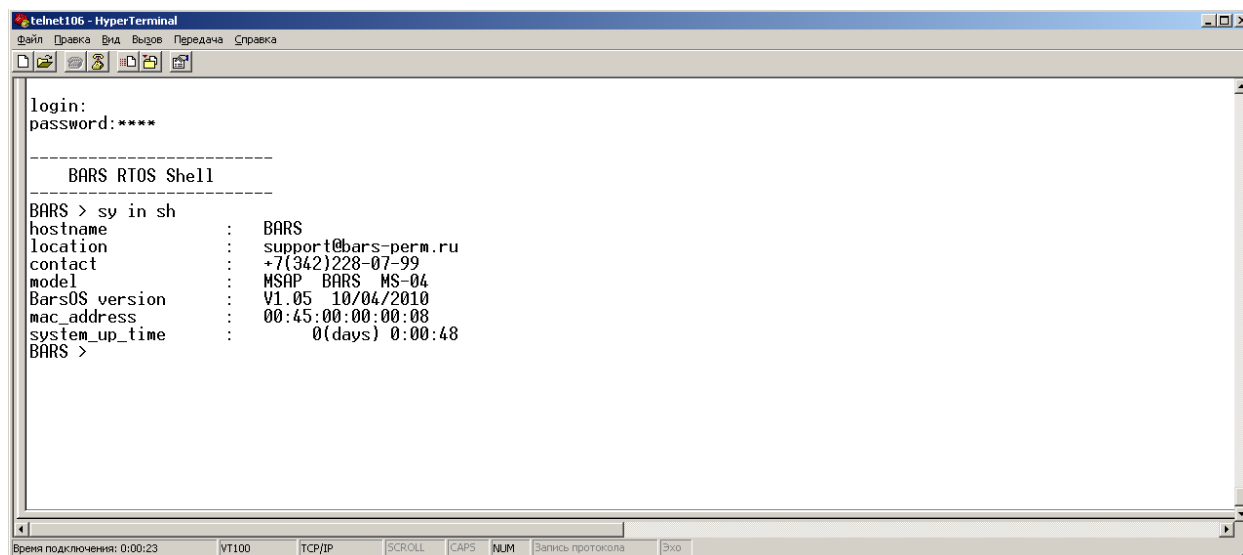 telnet106 - HyperTerminal
Файл Правка Вид Вызов Передача Справка
login:
password:****
-------------------------
BARS RTOS Shell
-------------------------
BARS > sy in sh
hostname : BARS
location : support@bars-perm.ru
contact : +7(342)228-07-99
model : MSAP BARS MS-04
BarsOS version : V1.05 10/04/2010
mac_address : 00:45:00:00:00:08
system_up_time : 0(days) 0:00:48
BARS >
Время подключения: 0:00:23 VT100 TCP/IP SCROLL CAPS NUM Запись протокола Эхо